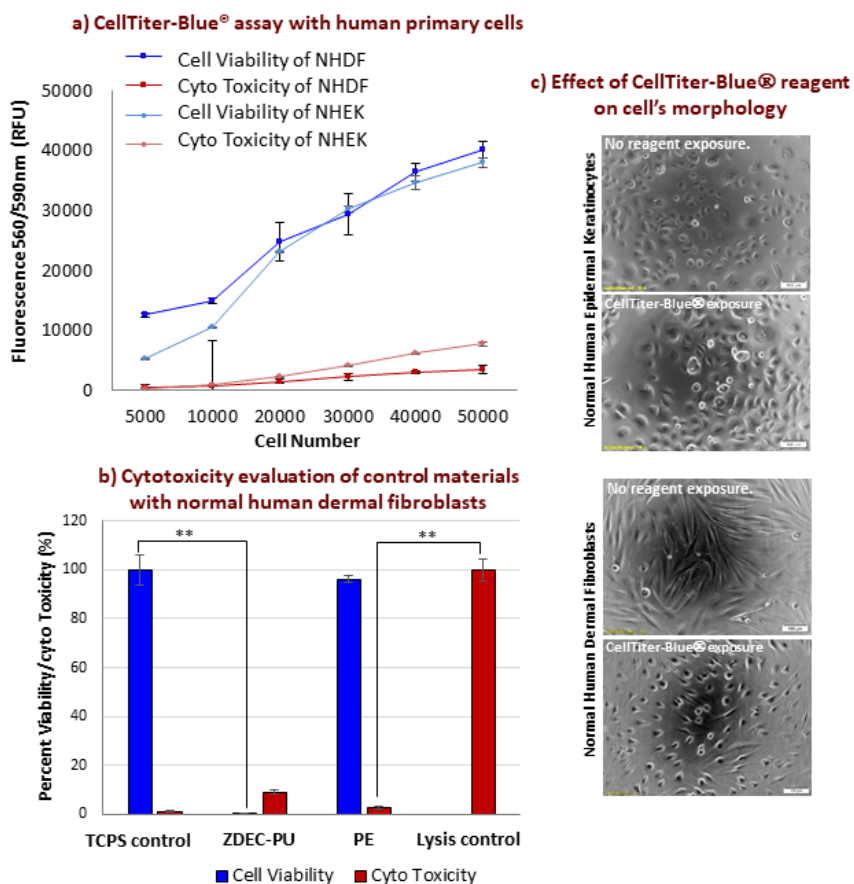 a) CellTiter-Blue® assay with human primary cells
Cell Viability of NHDF
Cyto Toxicity of NHDF
Cell Viability of NHEK
Cyto Toxicity of NHEK
Fluorescence560/590nm (RFU)
50000
40000
30000
20000
10000
0
5000 10000 20000 30000 40000 50000
Cell Number
b) Cytotoxicity evaluation of control materials
with normal human dermal fibroblasts
Percent Viability/cyto Toxicity (%)
120
100
80
60
40
20
0
**
**
TCPS control ZDEC-PU PE Lysis control
Cell Viability Cyto Toxicity
c) Effect of CellTiter-Blue® reagent
on cell’s morphology
Normal Human Epidermal Keratinocytes
No reagent exposure.
CellTiter-Blue® exposure
Normal Human Dermal Fibroblasts
No reagent exposure.
CellTiter-Blue® exposure